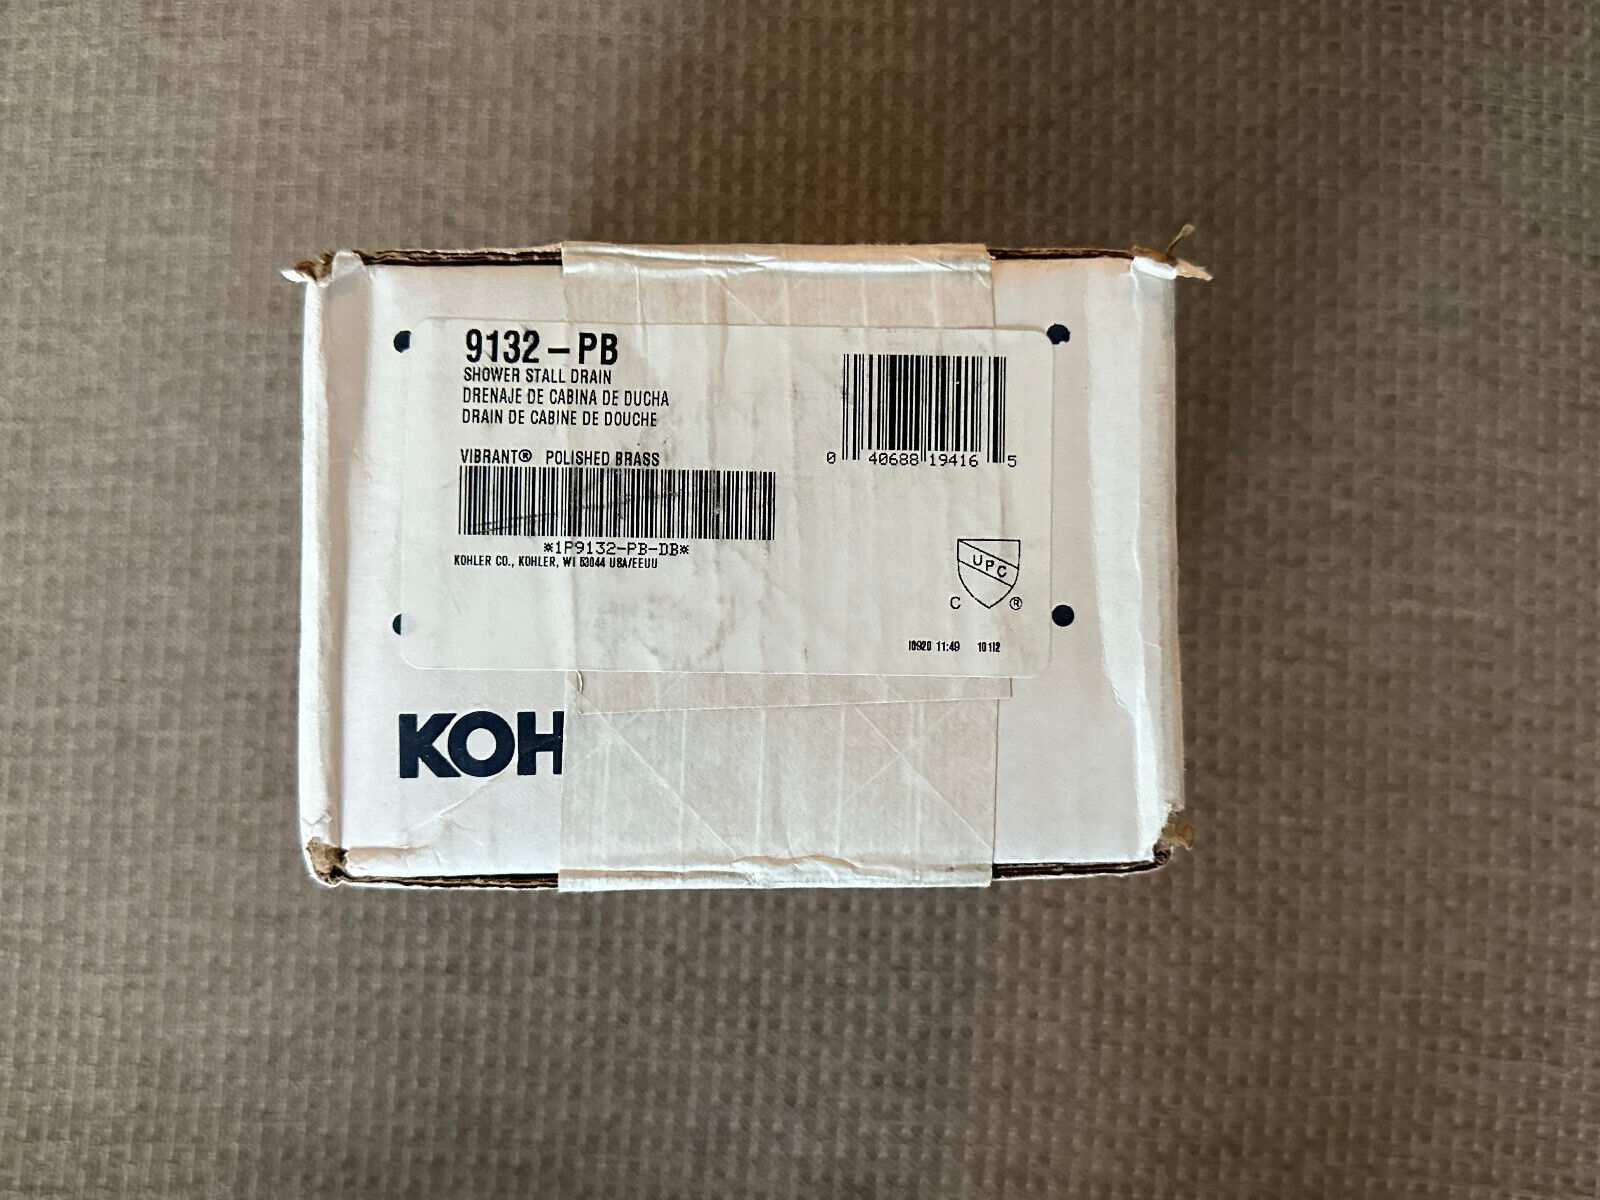 9132-PB
SHOWER STALL DRAIN
DRENAJE DE CABINA DE DUCHA
DRAIN DE CABINE DE DOUCHE
VIBRANT® POLISHED BRASS
*1P9132-PB-DB*
KOHLER CO., KOHLER, WI 53044 USA/EEUU
0 40688 19416 5
UPC
C ®
10920 11:49 10112
KOH